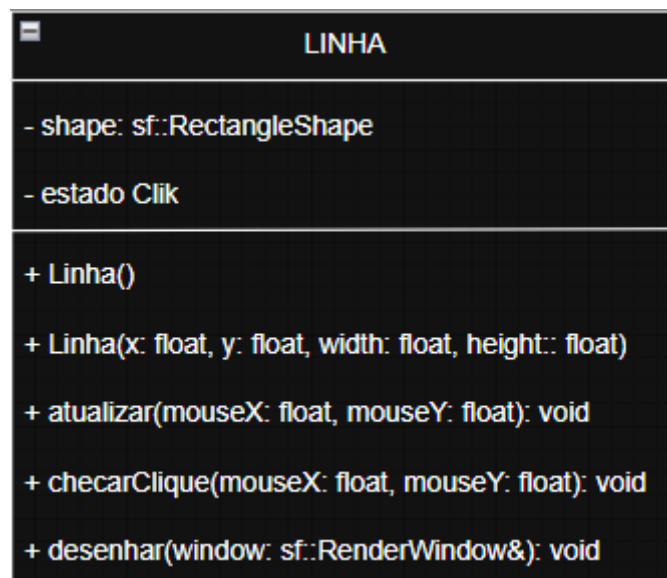 LINHA
- shape: sf::RectangleShape
- estado Clik
+ Linha()
+ Linha(x: float, y: float, width: float, height:: float)
+ atualizar(mouseX: float, mouseY: float): void
+ checarClique(mouseX: float, mouseY: float): void
+ desenhar(window: sf::RenderWindow&): void